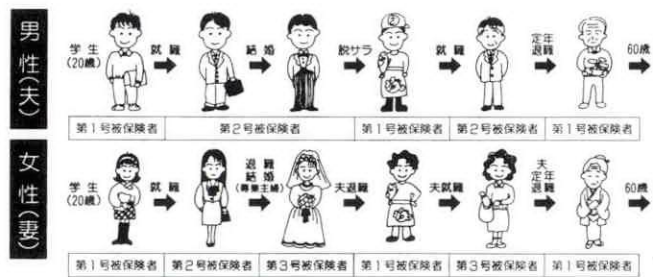 男性(夫)
学生
(20歳)
就職
結婚
脱サラ
就職
定年
退職
60歳
第1号被保険者
第2号被保険者
第1号被保険者
第2号被保険者
第1号被保険者
女性(妻)
学生
(20歳)
就職
退職
結婚
(専業主婦)
夫退職
夫就職
夫
定年
退職
60歳
第1号被保険者
第2号被保険者
第3号被保険者
第1号被保険者
第3号被保険者
第1号被保険者